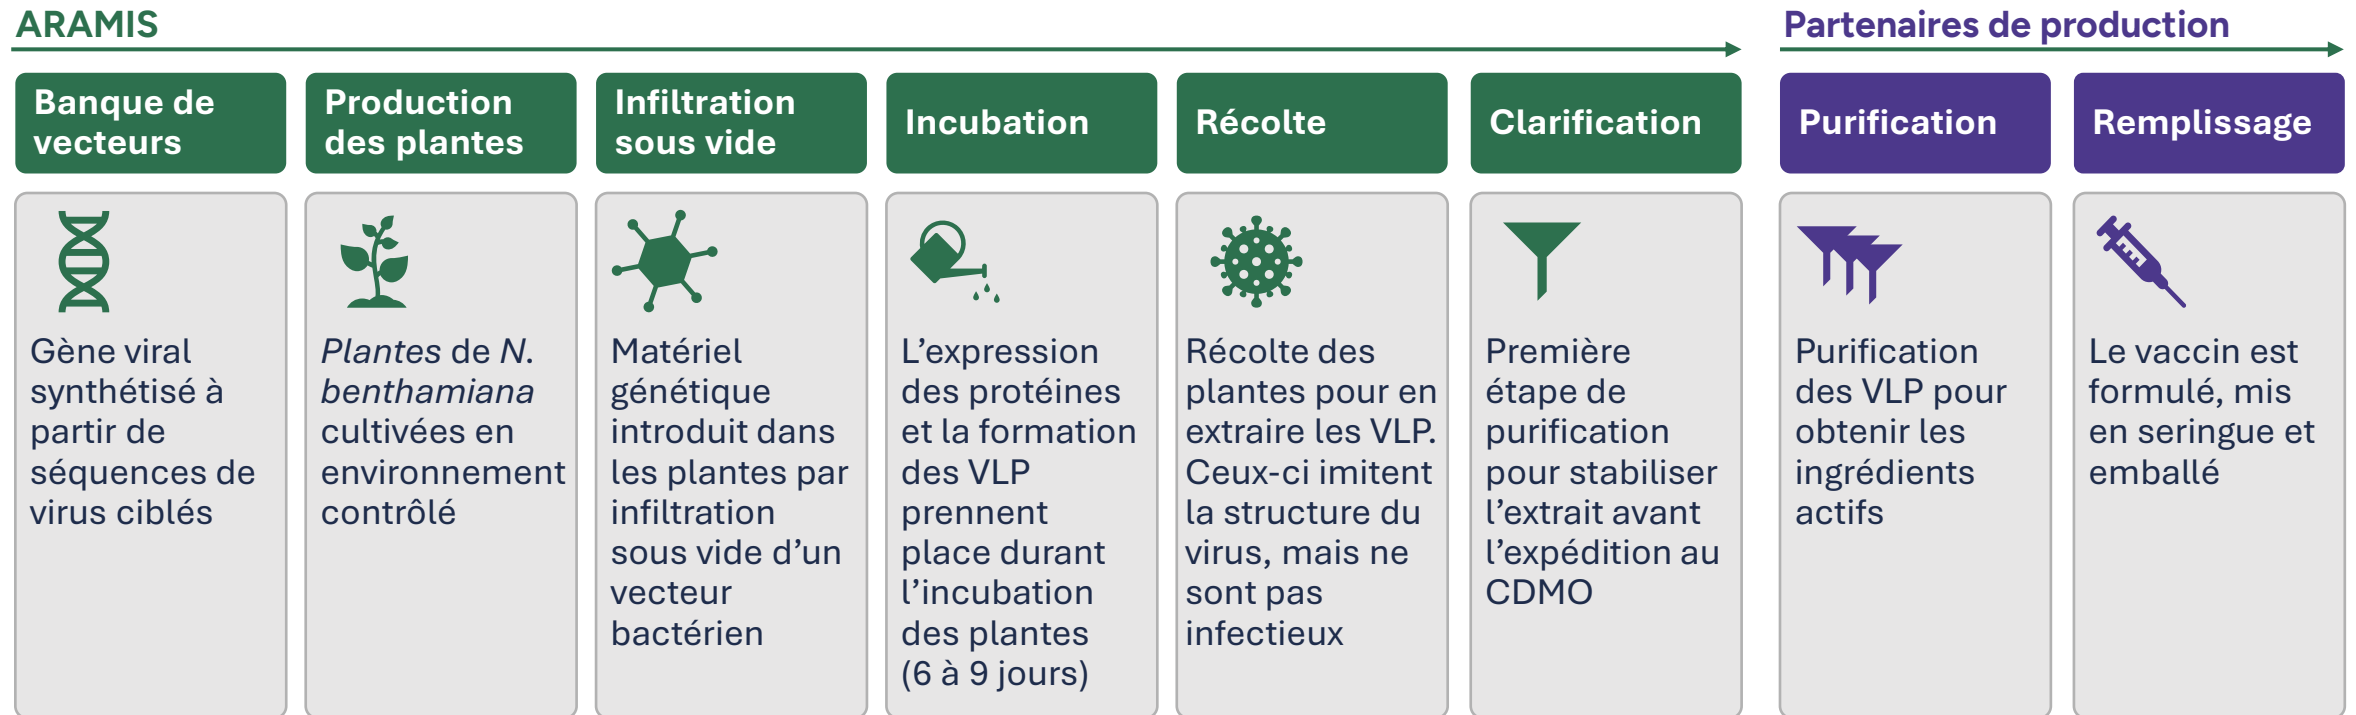 ARAMIS
Partenaires de production
Banque de
vecteurs
Gène viral
synthétisé à
partir de
séquences de
virus ciblés
Production
des plantes
Plantes de N.
benthamiana
cultivées en
environnement
contrôlé
Infiltration
sous vide
Matériel
génétique
introduit dans
les plantes par
infiltration
sous vide d’un
vecteur
bactérien
Incubation
L’expression
des protéines
et la formation
des VLP
prennent
place durant
l’incubation
des plantes
(6 à 9 jours)
Récolte
Récolte des
plantes pour en
extraire les VLP.
Ceux-ci imitent
la structure du
virus, mais ne
sont pas
infectieux
Clarification
Première
étape de
purification
pour stabiliser
l’extrait avant
l’expédition au
CDMO
Purification
Purification
des VLP pour
obtenir les
ingrédients
actifs
Remplissage
Le vaccin est
formulé, mis
en seringue et
emballé